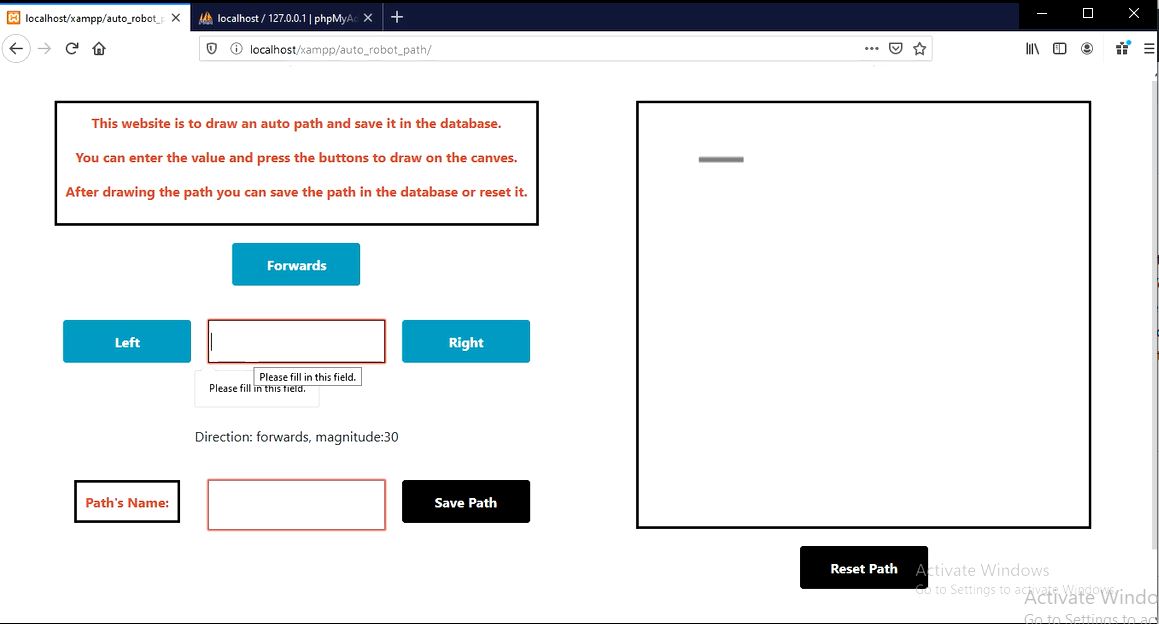 localhost/xampp/auto_robot_p
localhost / 127.0.0.1 | phpMyAd
localhost/xampp/auto_robot_path/
This website is to draw an auto path and save it in the database.
You can enter the value and press the buttons to draw on the canves.
After drawing the path you can save the path in the database or reset it.
Forwards
Left
Right
Please fill in this field.
Please fill in this field.
Direction: forwards, magnitude:30
Path's Name:
Save Path
Reset Path
Activate Windows
Go to Settings to activate Windows.
Activate Windo
Go to Settings to ac